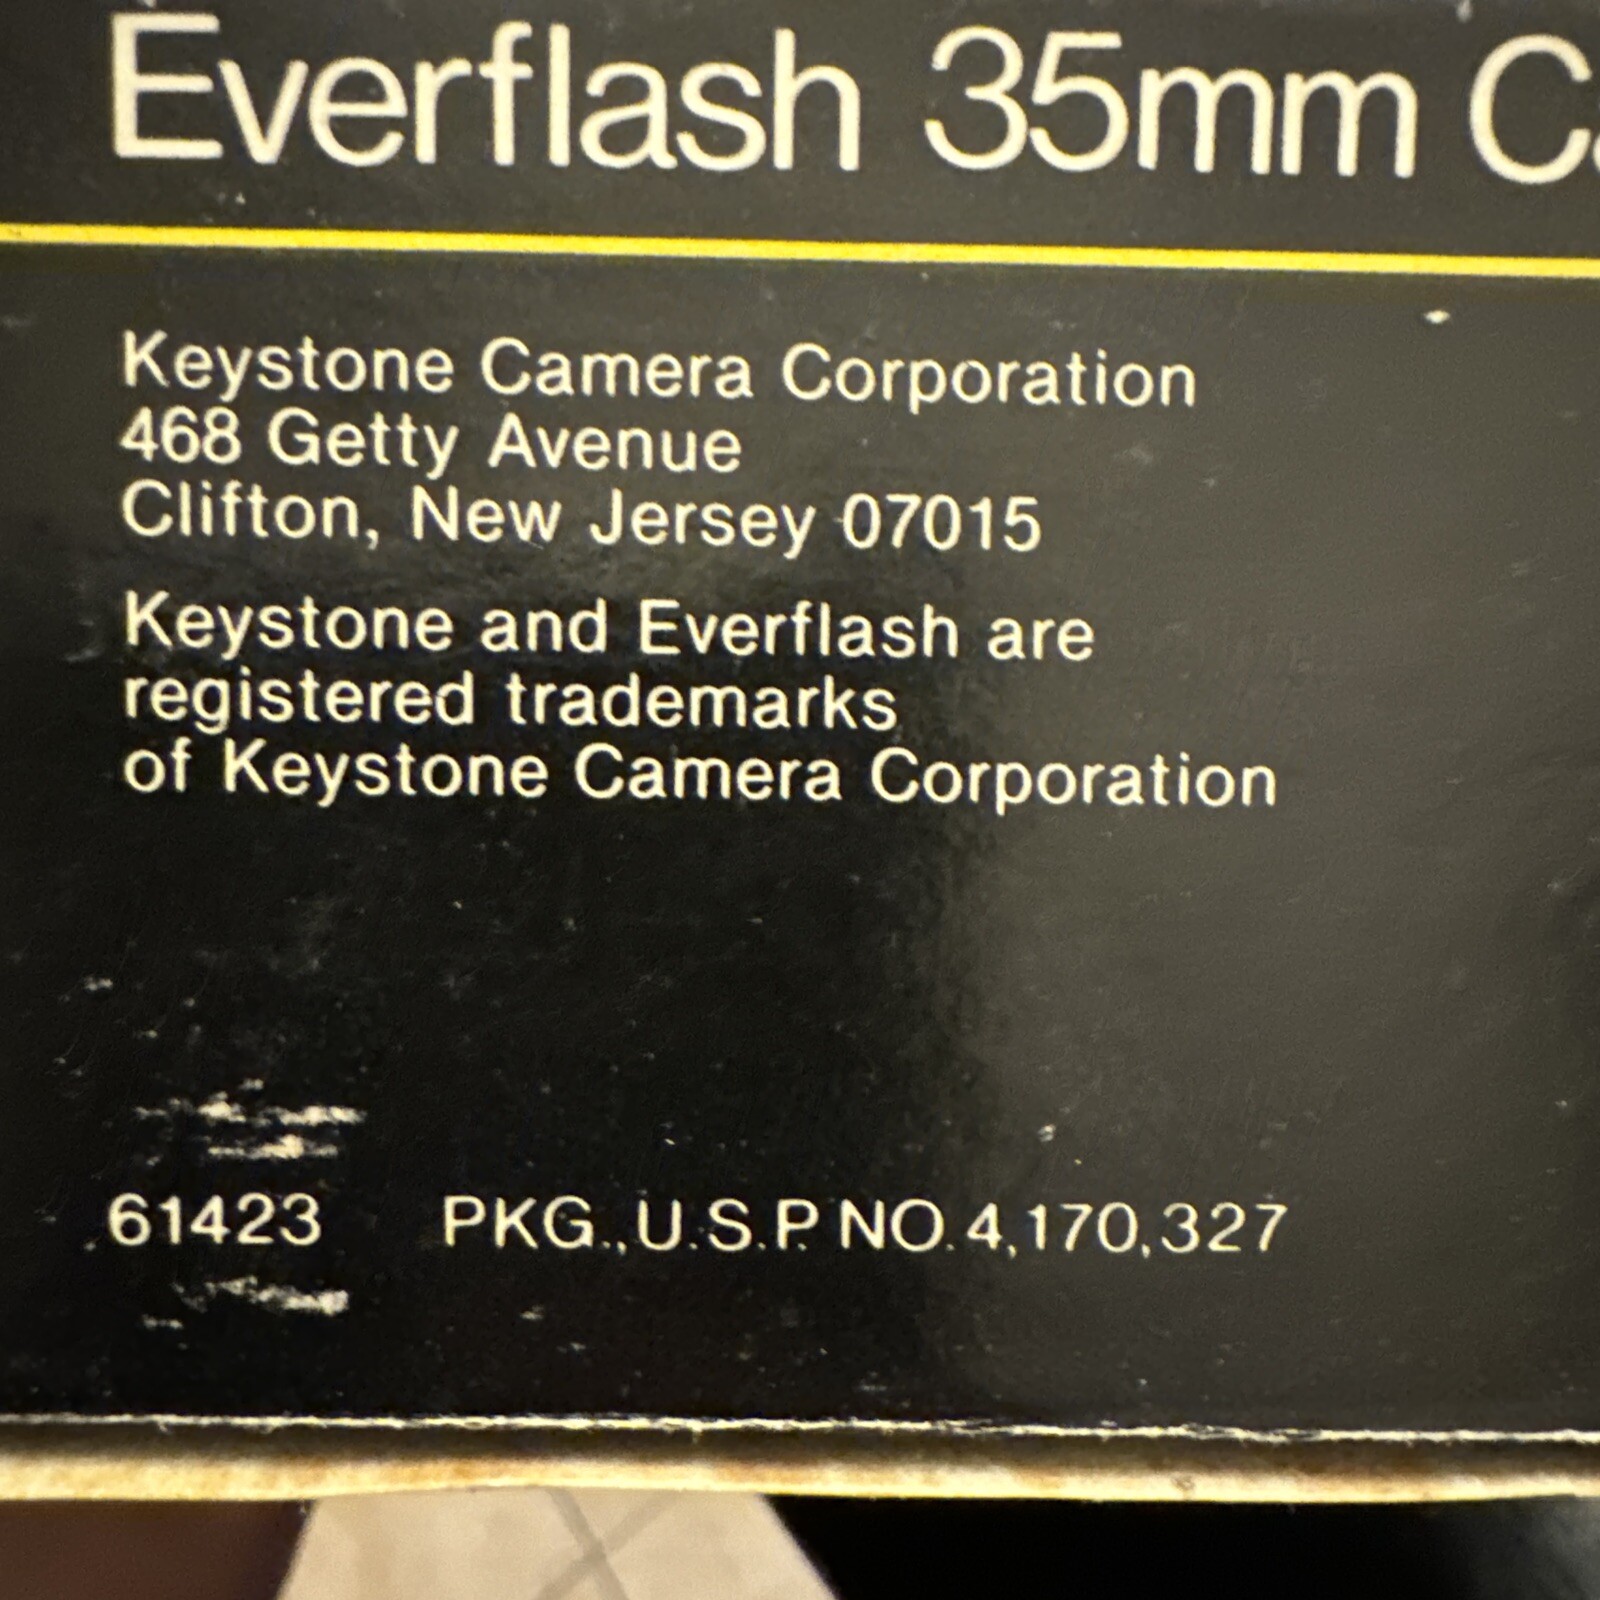 Everflash 35mm
Keystone Camera Corporation
468 Getty Avenue
Clifton, New Jersey 07015
Keystone and Everflash are
registered trademarks
of Keystone Camera Corporation
61423 PKG.,U.S.P. NO.4,170,327